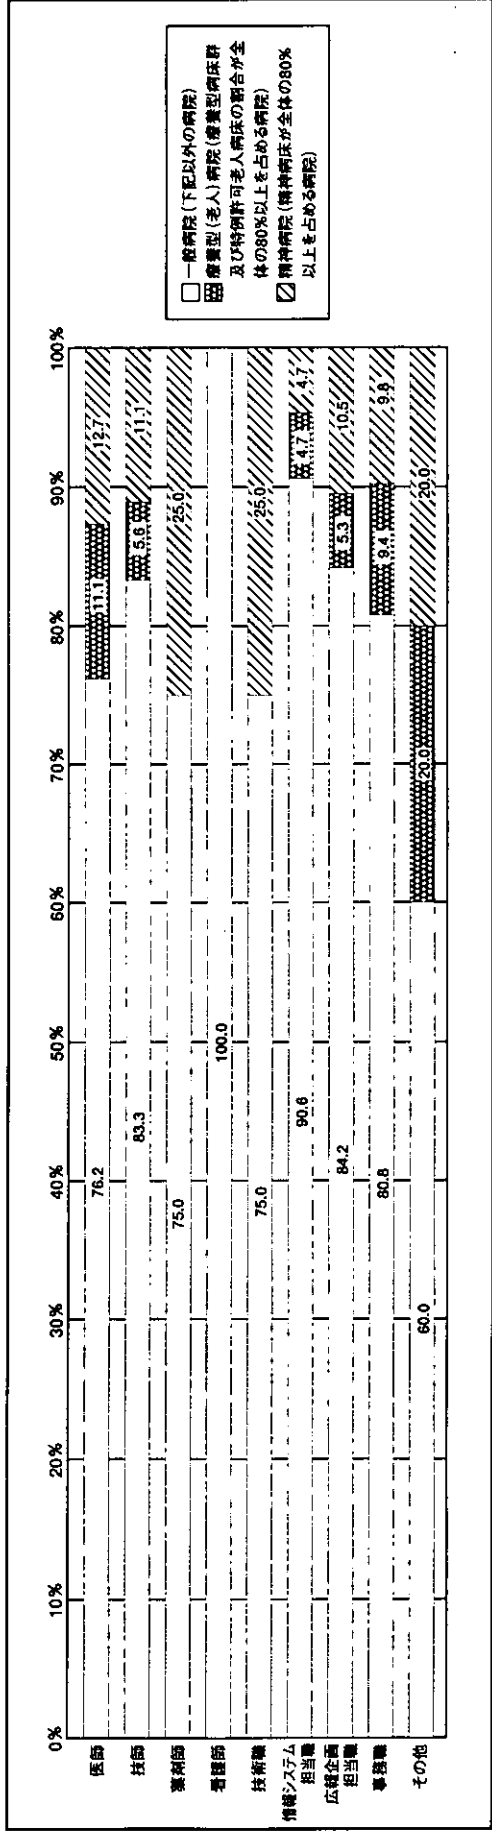 0% 10% 20% 30% 40% 50% 60% 70% 80% 90% 100%
医師 76.2 11.1 12.7
技師 83.3 5.6 11.1
薬剤師 75.0 25.0
看護師 100.0
技術職 75.0 25.0
情報システム
担当職 90.6 4.7 4.7
広報企画
担当職 84.2 5.3 10.5
事務職 80.8 9.4 9.8
その他 60.0 20.0 20.0
一般病院(下記以外の病院)
療養型(老人)病院(療養型病床群
及び特例許可老人病床の割合が全
体の80%以上を占める病院)
精神病院(精神病床が全体の80%
以上を占める病院)